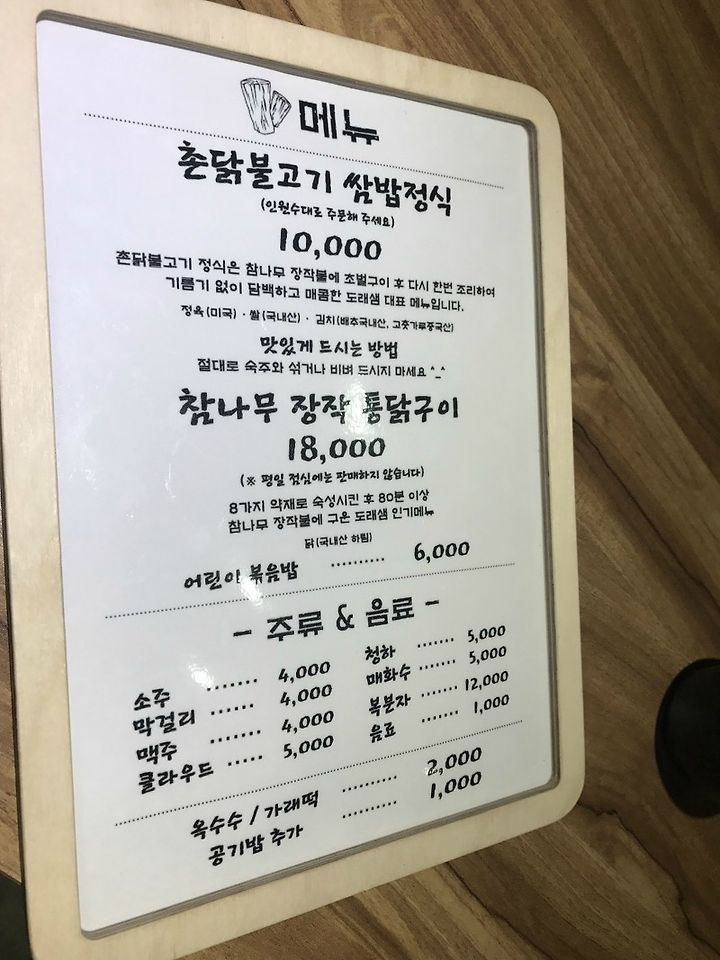 메뉴
촌닭불고기 쌈밥정식
(인원수대로 주문해 주세요)
10,000
촌닭불고기 정식은 참나무 장작불에 초벌구이 후 다시 한번 조리하여
기름기 없이 담백하고 매콤한 도래샘 대표 메뉴입니다.
정육(미국) · 쌀(국내산) · 김치(배추국내산, 고춧가루중국산)
맛있게 드시는 방법
절대로 숙주와 섞거나 비벼 드시지 마세요 ^_^
참나무 장작 통닭구이
18,000
(※ 평일 점심에는 판매하지 않습니다)
8가지 약재로 숙성시킨 후 80분 이상
참나무 장작불에 구운 도래샘 인기메뉴
닭(국내산 하림)
어린이 볶음밥 .......... 6,000
- 주류 & 음료 -
소주 ....... 4,000
막걸리 ...... 4,000
맥주 ....... 4,000
클라우드 ..... 5,000
청하 ....... 5,000
매화수 ....... 5,000
복분자 ....... 12,000
음료 ....... 1,000
옥수수 / 가래떡 .......... 2,000
공기밥 추가 .......... 1,000